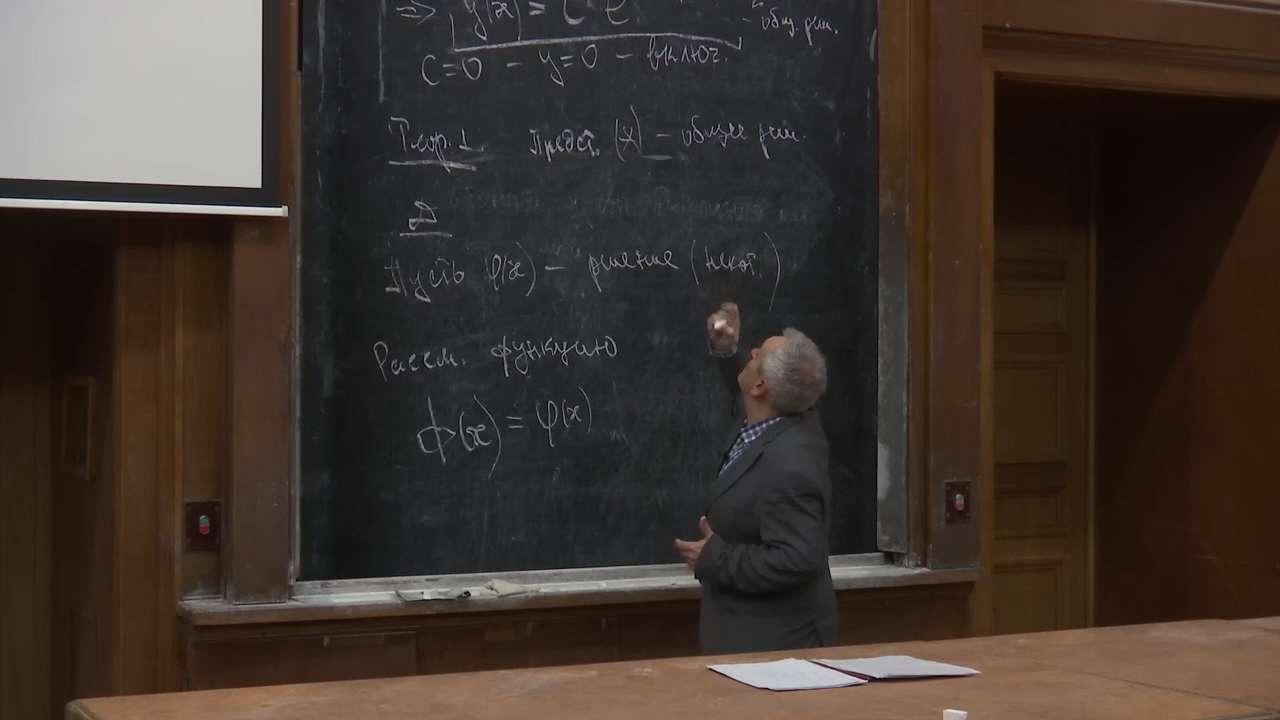 ⇒ y(x) = C · e
– общ. реш.
C=0 – y=0 – включ.
Теор. 1. Предст. (*) – общее реш.
Д
Пусть φ(x) – решение (некот.)
Рассм. функцию
Ф(x) = φ(x)